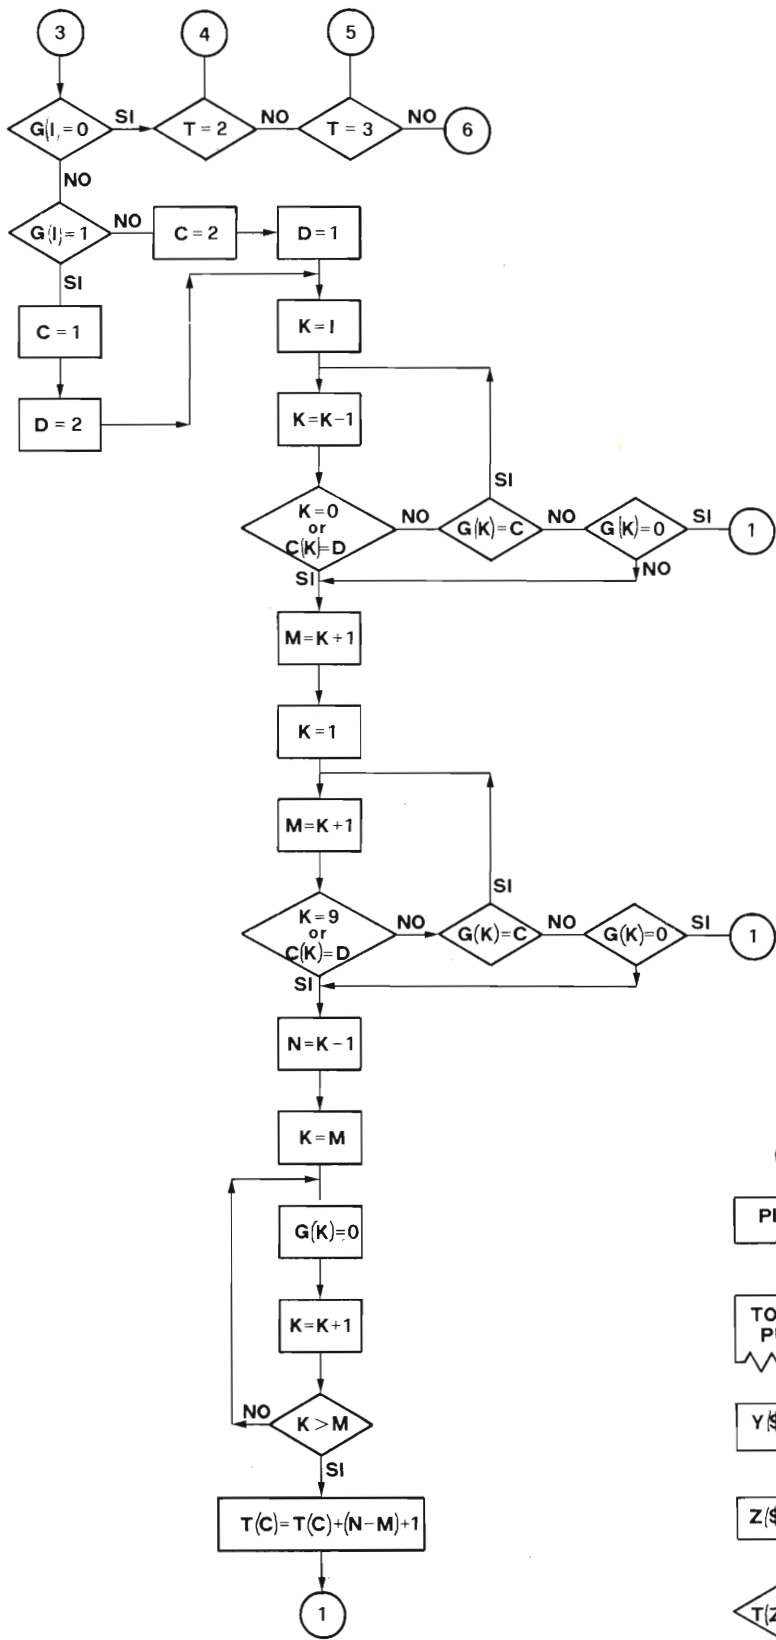 3
4
5
G(I)=0
SI
T=2
NO
T=3
NO
6
NO
G(I)=1
NO
C=2
D=1
SI
C=1
K=I
D=2
K=K-1
SI
K=0
or
C(K)=D
NO
G(K)=C
NO
G(K)=0
SI
1
SI
NO
M=K+1
K=1
M=K+1
SI
K=9
or
C(K)=D
NO
G(K)=C
NO
G(K)=0
SI
1
SI
N=K-1
K=M
G(K)=0
K=K+1
NO
K>M
SI
T(C)=T(C)+(N-M)+1
1
TO
Y($
Z($
T(Z